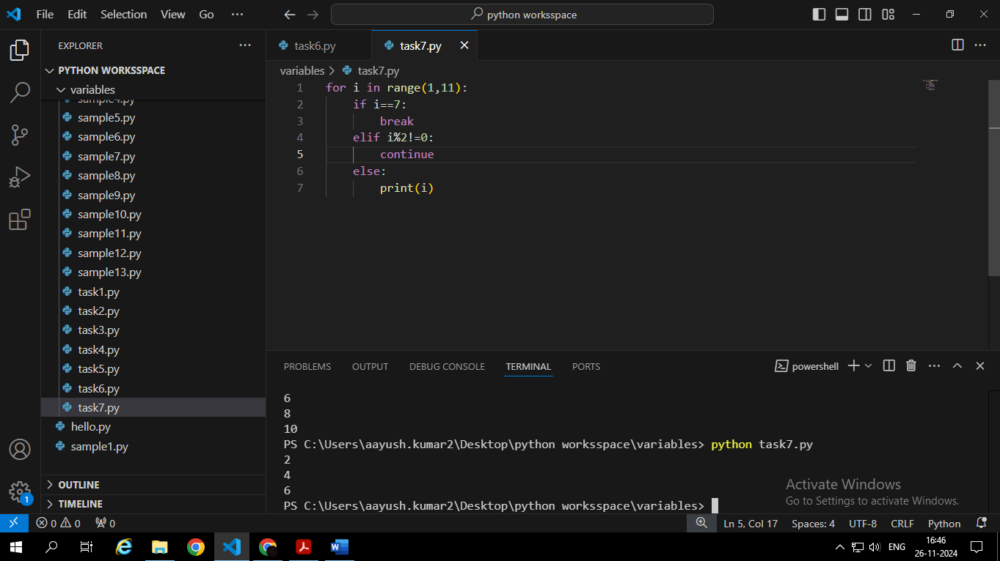 File Edit Selection View Go ··· python worksspace
EXPLORER ···
PYTHON WORKSSPACE
variables
sample4.py
sample5.py
sample6.py
sample7.py
sample8.py
sample9.py
sample10.py
sample11.py
sample12.py
sample13.py
task1.py
task2.py
task3.py
task4.py
task5.py
task6.py
task7.py
hello.py
sample1.py
OUTLINE
TIMELINE
task6.py task7.py
variables > task7.py
1 for i in range(1,11):
2 if i==7:
3 break
4 elif i%2!=0:
5 continue
6 else:
7 print(i)
PROBLEMS OUTPUT DEBUG CONSOLE TERMINAL PORTS powershell
6
8
10
PS C:\Users\aayush.kumar2\Desktop\python worksspace\variables> python task7.py
2
4
6
PS C:\Users\aayush.kumar2\Desktop\python worksspace\variables>
Activate Windows
Go to Settings to activate Windows.
1
0 0 0 Ln 5, Col 17 Spaces: 4 UTF-8 CRLF Python
ENG 16:46
26-11-2024